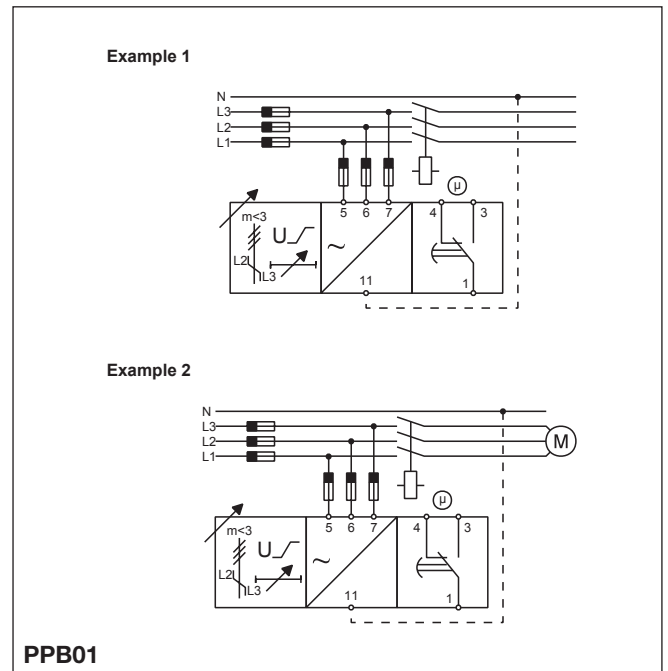 Example 1
N
L3
L2
L1
µ
5 6 7 4 3
m<3
U
L2
L3
~
11
1
Example 2
N
L3
L2
L1
M
µ
5 6 7 4 3
m<3
U
L2
L3
~
11
1
PPB01